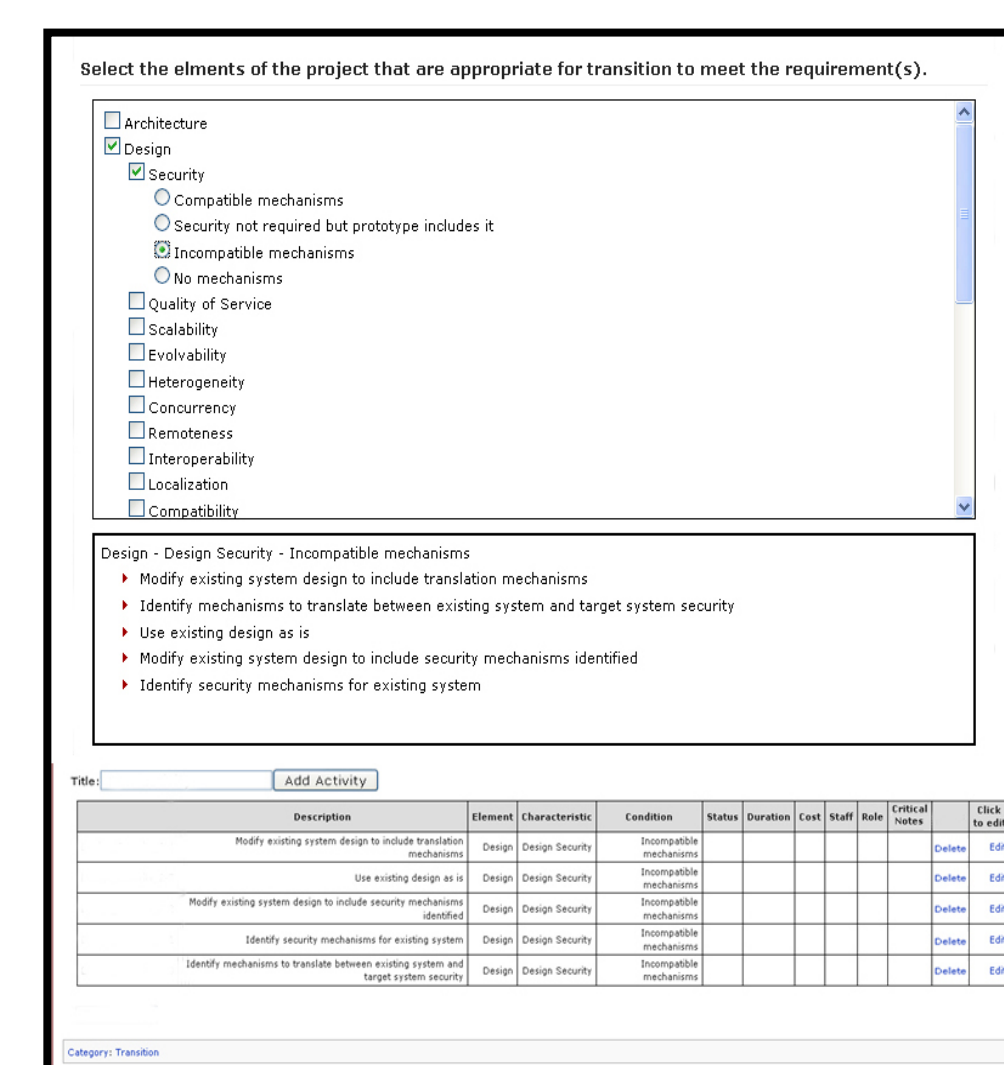 Select the elments of the project that are appropriate for transition to meet the requirement(s).
Architecture
Design
Security
Compatible mechanisms
Security not required but prototype includes it
Incompatible mechanisms
No mechanisms
Quality of Service
Scalability
Evolvability
Heterogeneity
Concurrency
Remoteness
Interoperability
Localization
Compatibility
Design - Design Security - Incompatible mechanisms
Modify existing system design to include translation mechanisms
Identify mechanisms to translate between existing system and target system security
Use existing design as is
Modify existing system design to include security mechanisms identified
Identify security mechanisms for existing system
Title: Add Activity
Description Element Characteristic Condition Status Duration Cost Staff Role Critical Notes Click to edit
Modify existing system design to include translation mechanisms Design Design Security Incompatible mechanisms Delete Edit
Use existing design as is Design Design Security Incompatible mechanisms Delete Edit
Modify existing system design to include security mechanisms identified Design Design Security Incompatible mechanisms Delete Edit
Identify security mechanisms for existing system Design Design Security Incompatible mechanisms Delete Edit
Identify mechanisms to translate between existing system and target system security Design Design Security Incompatible mechanisms Delete Edit
Category: Transition